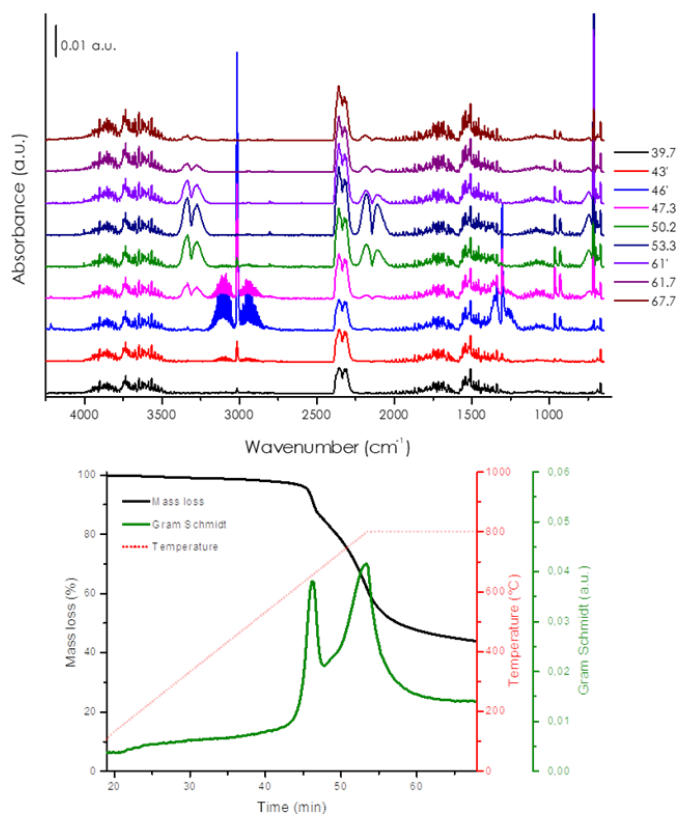 0.01 a.u.
Absorbance (a.u.)
39.7
43'
46'
47.3
50.2
53.3
61'
61.7
67.7
4000 3500 3000 2500 2000 1500 1000
Wavenumber (cm⁻¹)
100 1000 0,06
Mass loss
Gram Schmidt
Temperature
80 800 0,05
60 600 0,04
0,03
40 400 0,02
20 200 0,01
0 0 0,00
Mass loss (%)
Temperature (°C)
Gram Schmidt (a.u.)
20 30 40 50 60
Time (min)